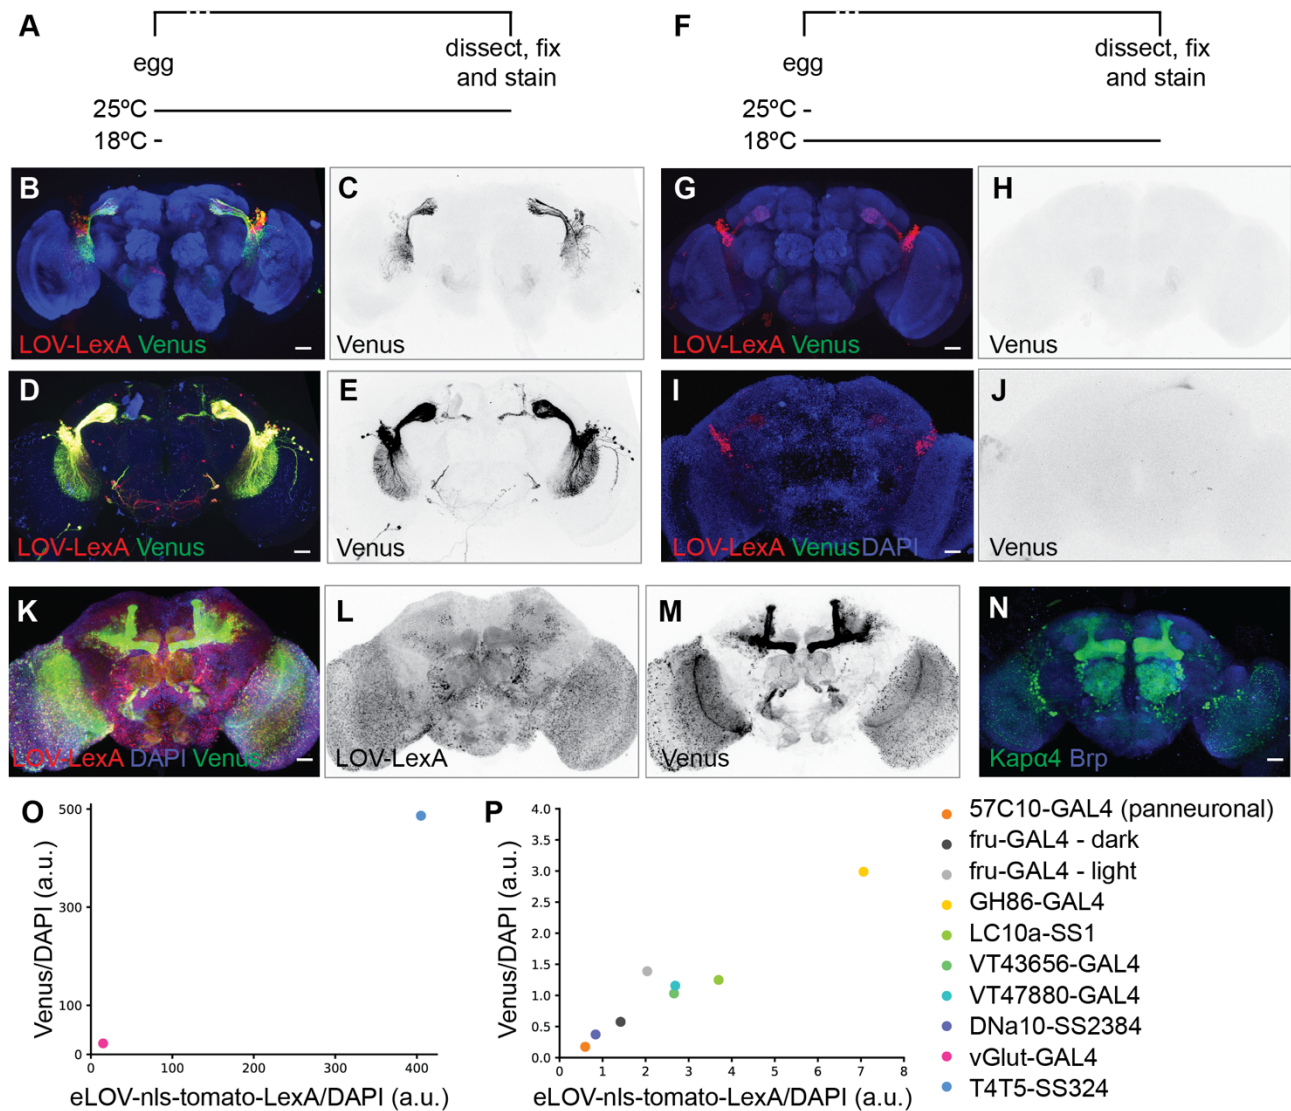 A
egg
dissect, fix
and stain
25ºC
18ºC
F
egg
dissect, fix
and stain
25ºC
18ºC
B
LOV-LexA Venus
C
Venus
G
LOV-LexA Venus
H
Venus
D
LOV-LexA Venus
E
Venus
I
LOV-LexA Venus DAPI
J
Venus
K
LOV-LexA DAPI Venus
L
LOV-LexA
M
Venus
N
Kapα4 Brp
O
Venus/DAPI (a.u.)
500
300
100
0
0 100 200 300 400
eLOV-nls-tomato-LexA/DAPI (a.u.)
P
Venus/DAPI (a.u.)
4.0
3.5
3.0
2.5
2.0
1.5
1.0
0.5
0.0
0 1 2 3 4 5 6 7 8
eLOV-nls-tomato-LexA/DAPI (a.u.)
57C10-GAL4 (panneuronal)
fru-GAL4 - dark
fru-GAL4 - light
GH86-GAL4
LC10a-SS1
VT43656-GAL4
VT47880-GAL4
DNa10-SS2384
vGlut-GAL4
T4T5-SS324